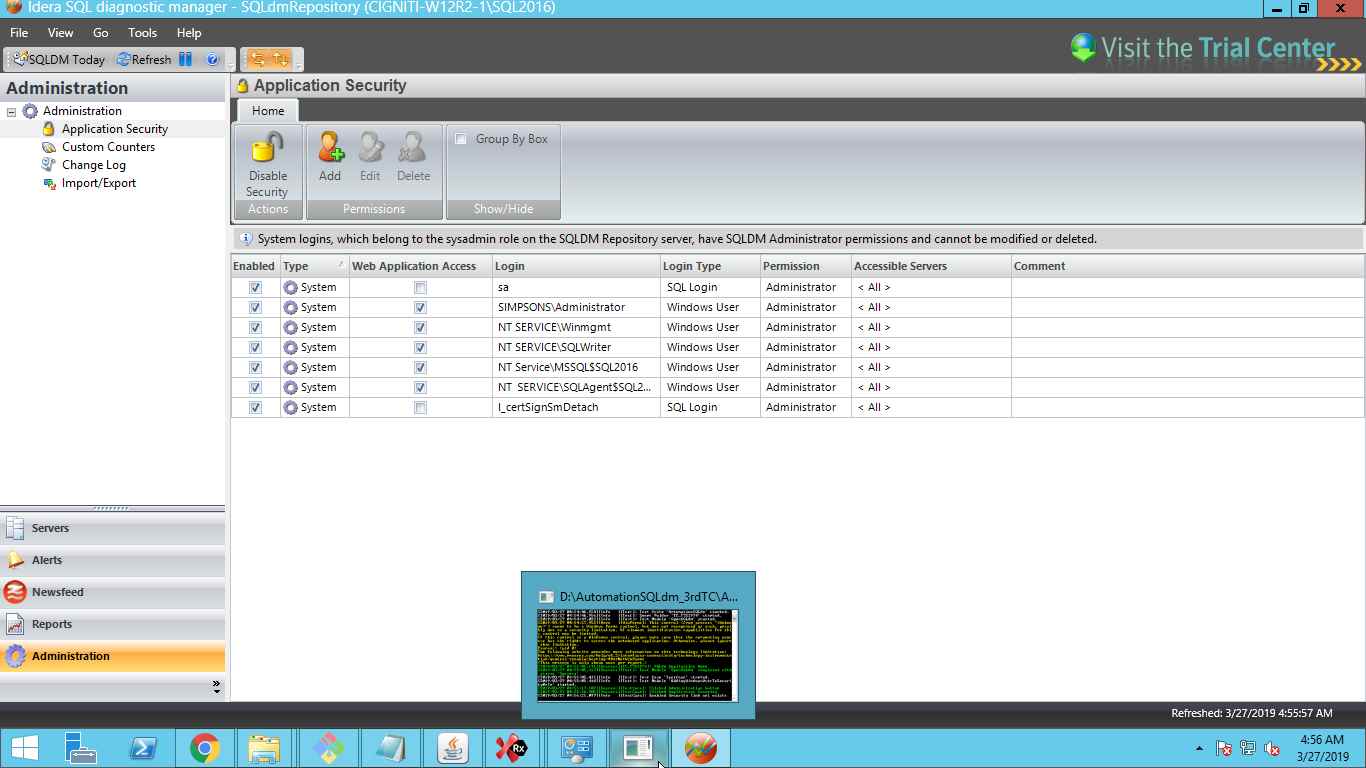 Idera SQL diagnostic manager - SQLdmRepository (CIGNITI-W12R2-1\SQL2016)
File View Go Tools Help
SQLDM Today Refresh
Visit the Trial Center
Administration
Administration
Application Security
Custom Counters
Change Log
Import/Export
Servers
Alerts
Newsfeed
Reports
Administration
Application Security
Home
Disable Security
Add Edit Delete
Group By Box
Actions Permissions Show/Hide
System logins, which belong to the sysadmin role on the SQLDM Repository server, have SQLDM Administrator permissions and cannot be modified or deleted.
Enabled Type Web Application Access Login Login Type Permission Accessible Servers Comment
System sa SQL Login Administrator < All >
System SIMPSONS\Administrator Windows User Administrator < All >
System NT SERVICE\Winmgmt Windows User Administrator < All >
System NT SERVICE\SQLWriter Windows User Administrator < All >
System NT Service\MSSQL$SQL2016 Windows User Administrator < All >
System NT SERVICE\SQLAgent$SQL2... Windows User Administrator < All >
System l_certSignSmDetach SQL Login Administrator < All >
D:\AutomationSQLdm_3rdTC\A...
Refreshed: 3/27/2019 4:55:57 AM
Rx
4:56 AM
3/27/2019